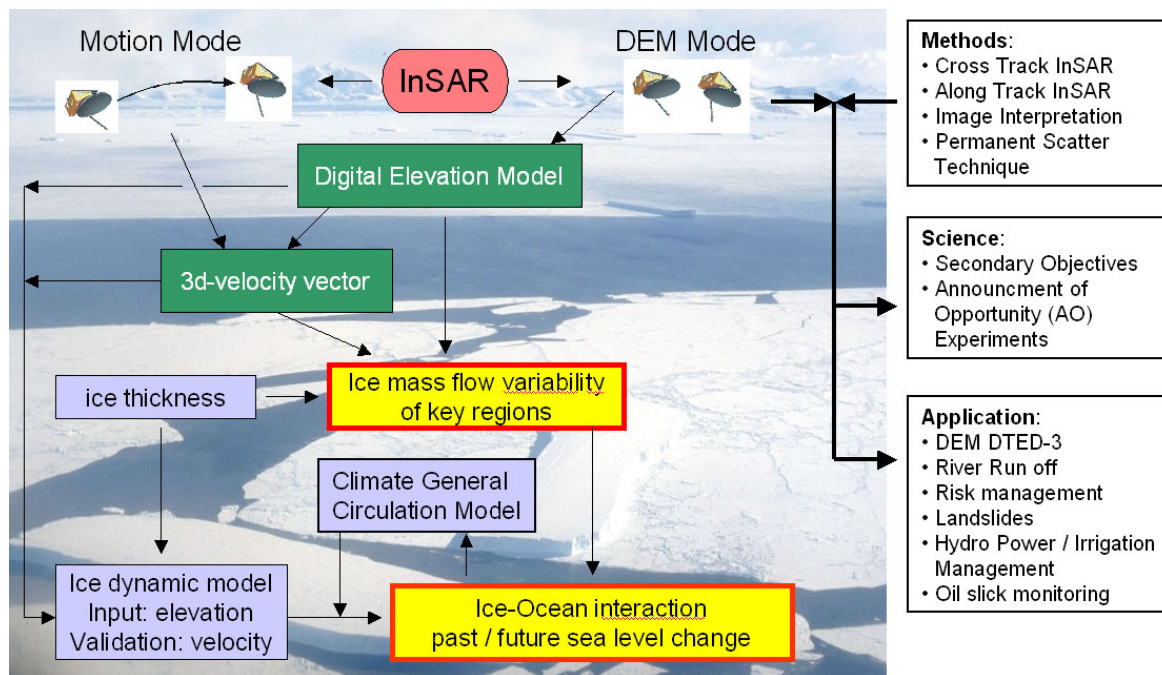 Motion Mode
InSAR
DEM Mode
Digital Elevation Model
3d-velocity vector
ice thickness
Ice mass flow variability
of key regions
Climate General
Circulation Model
Ice dynamic model
Input: elevation
Validation: velocity
Ice-Ocean interaction
past / future sea level change
Methods:
• Cross Track InSAR
• Along Track InSAR
• Image Interpretation
• Permanent Scatter
Technique
Science:
• Secondary Objectives
• Announcment of
Opportunity (AO)
Experiments
Application:
• DEM DTED-3
• River Run off
• Risk management
• Landslides
• Hydro Power / Irrigation
Management
• Oil slick monitoring